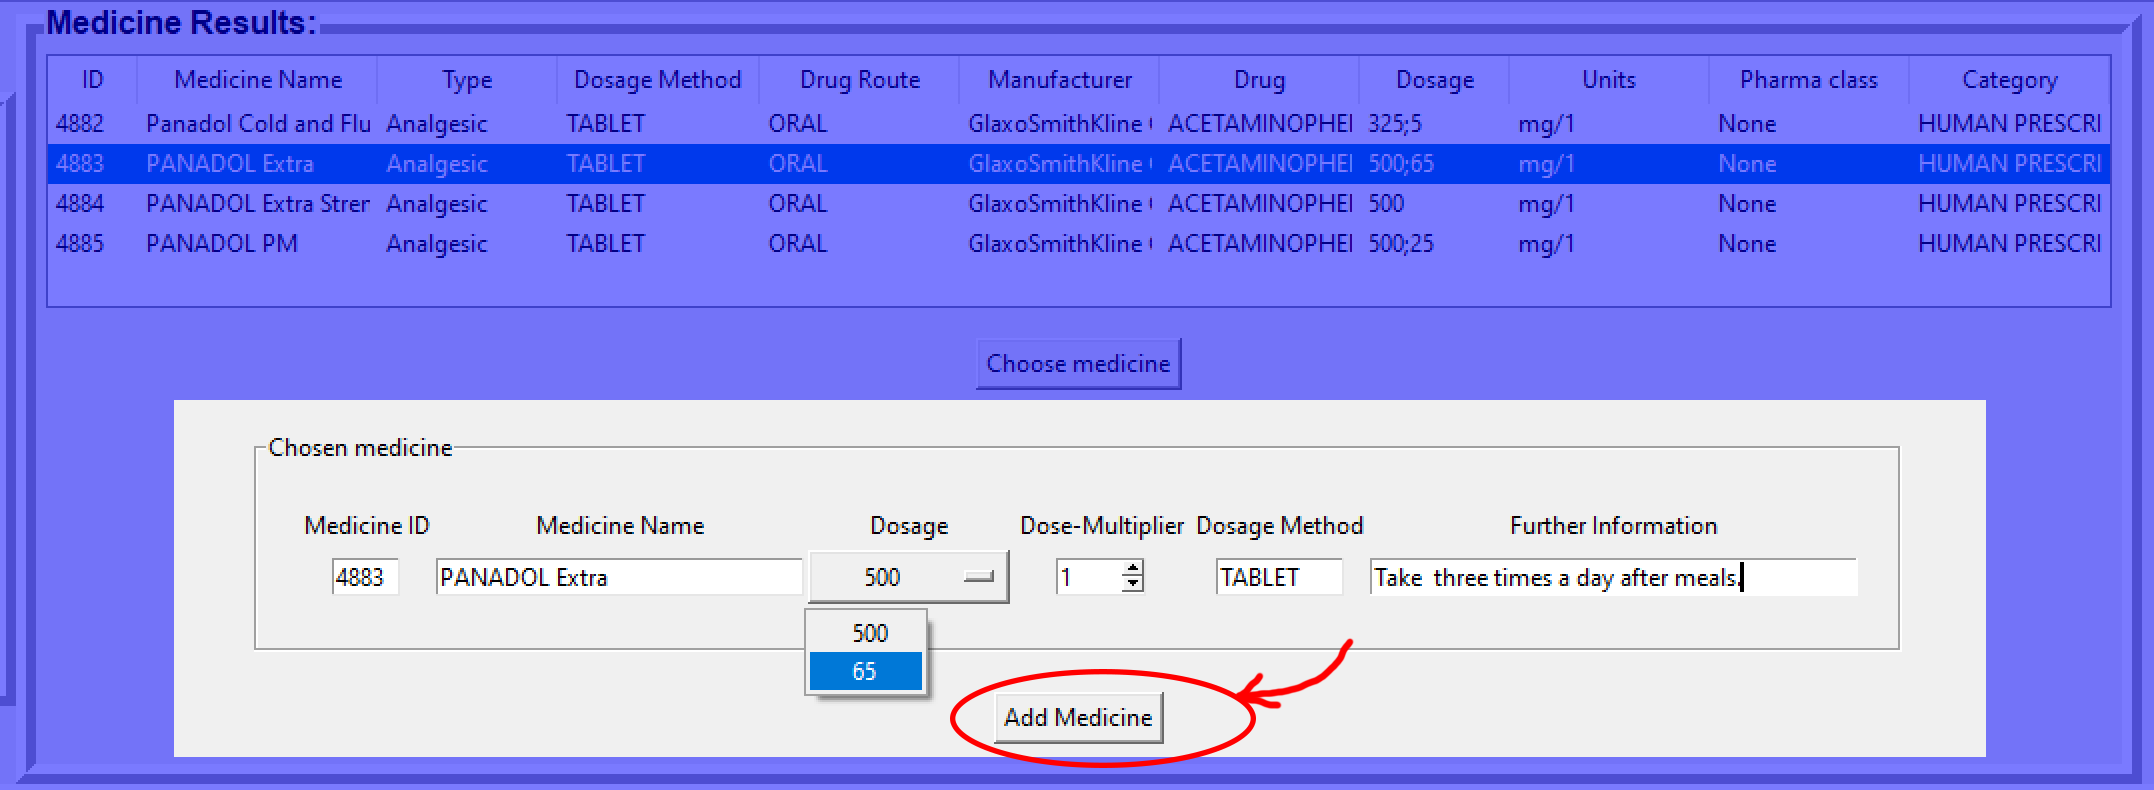 Medicine Results:
ID Medicine Name Type Dosage Method Drug Route Manufacturer Drug Dosage Units Pharma class Category
4882 Panadol Cold and Flu Analgesic TABLET ORAL GlaxoSmithKline ACETAMINOPHE 325;5 mg/1 None HUMAN PRESCRI
4883 PANADOL Extra Analgesic TABLET ORAL GlaxoSmithKline ACETAMINOPHE 500;65 mg/1 None HUMAN PRESCRI
4884 PANADOL Extra Stren Analgesic TABLET ORAL GlaxoSmithKline ACETAMINOPHE 500 mg/1 None HUMAN PRESCRI
4885 PANADOL PM Analgesic TABLET ORAL GlaxoSmithKline ACETAMINOPHE 500;25 mg/1 None HUMAN PRESCRI
Choose medicine
Chosen medicine
Medicine ID Medicine Name Dosage Dose-Multiplier Dosage Method Further Information
4883 PANADOL Extra 500 1 TABLET Take  three times a day after meals.
500
65
Add Medicine